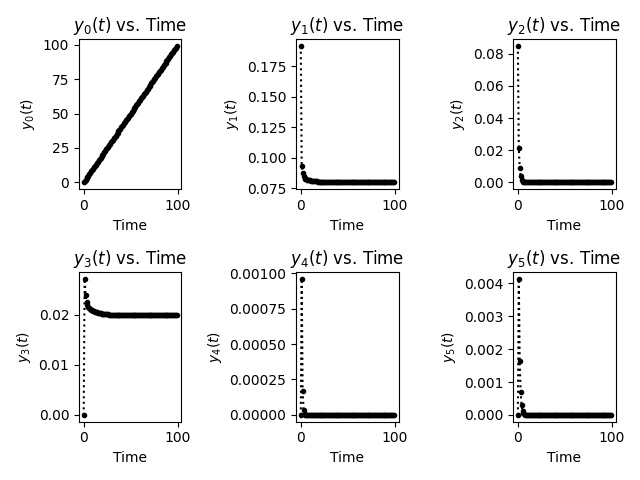 y₀(t) vs. Time
y₁(t) vs. Time
y₂(t) vs. Time
100
75
50
25
0
y₀(t)
0
100
Time
0.175
0.150
0.125
0.100
0.075
y₁(t)
0
100
Time
0.08
0.06
0.04
0.02
0.00
y₂(t)
0
100
Time
y₃(t) vs. Time
y₄(t) vs. Time
y₅(t) vs. Time
0.02
0.01
0.00
y₃(t)
0
100
Time
0.00100
0.00075
0.00050
0.00025
0.00000
y₄(t)
0
100
Time
0.004
0.003
0.002
0.001
0.000
y₅(t)
0
100
Time